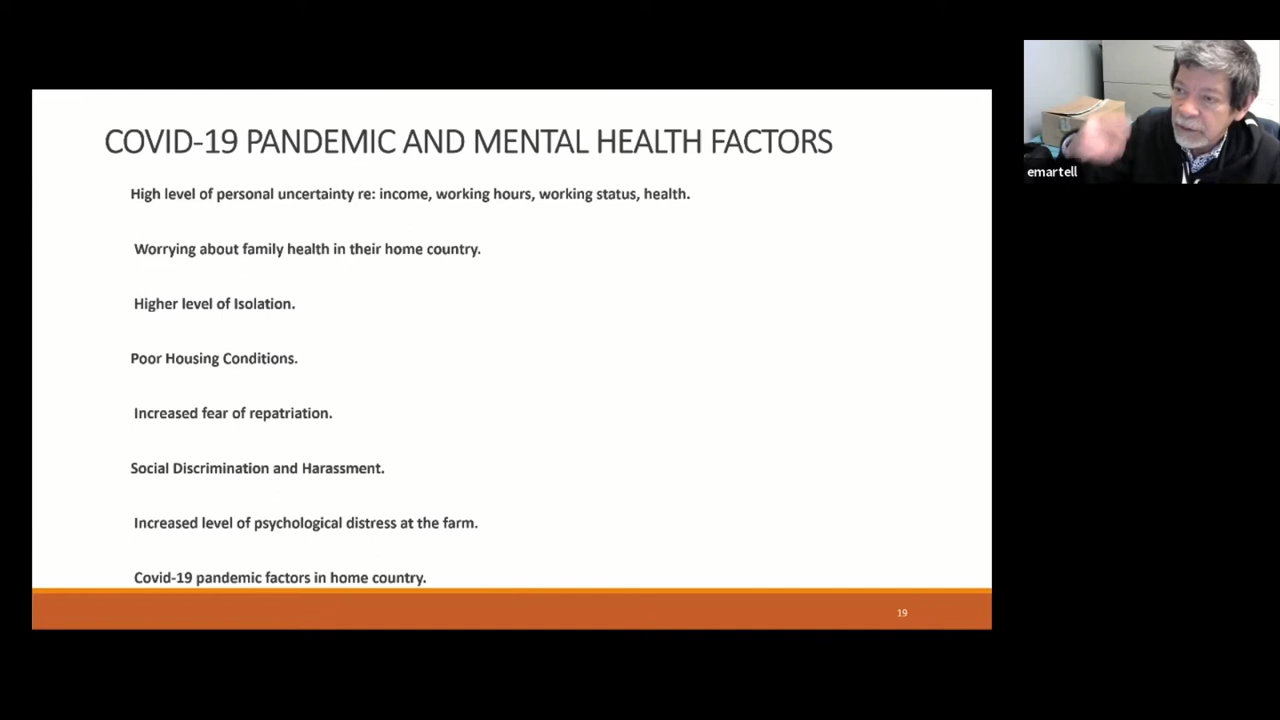 COVID-19 PANDEMIC AND MENTAL HEALTH FACTORS
High level of personal uncertainty re: income, working hours, working status, health.
Worrying about family health in their home country.
Higher level of Isolation.
Poor Housing Conditions.
Increased fear of repatriation.
Social Discrimination and Harassment.
Increased level of psychological distress at the farm.
Covid-19 pandemic factors in home country.
19
emartell